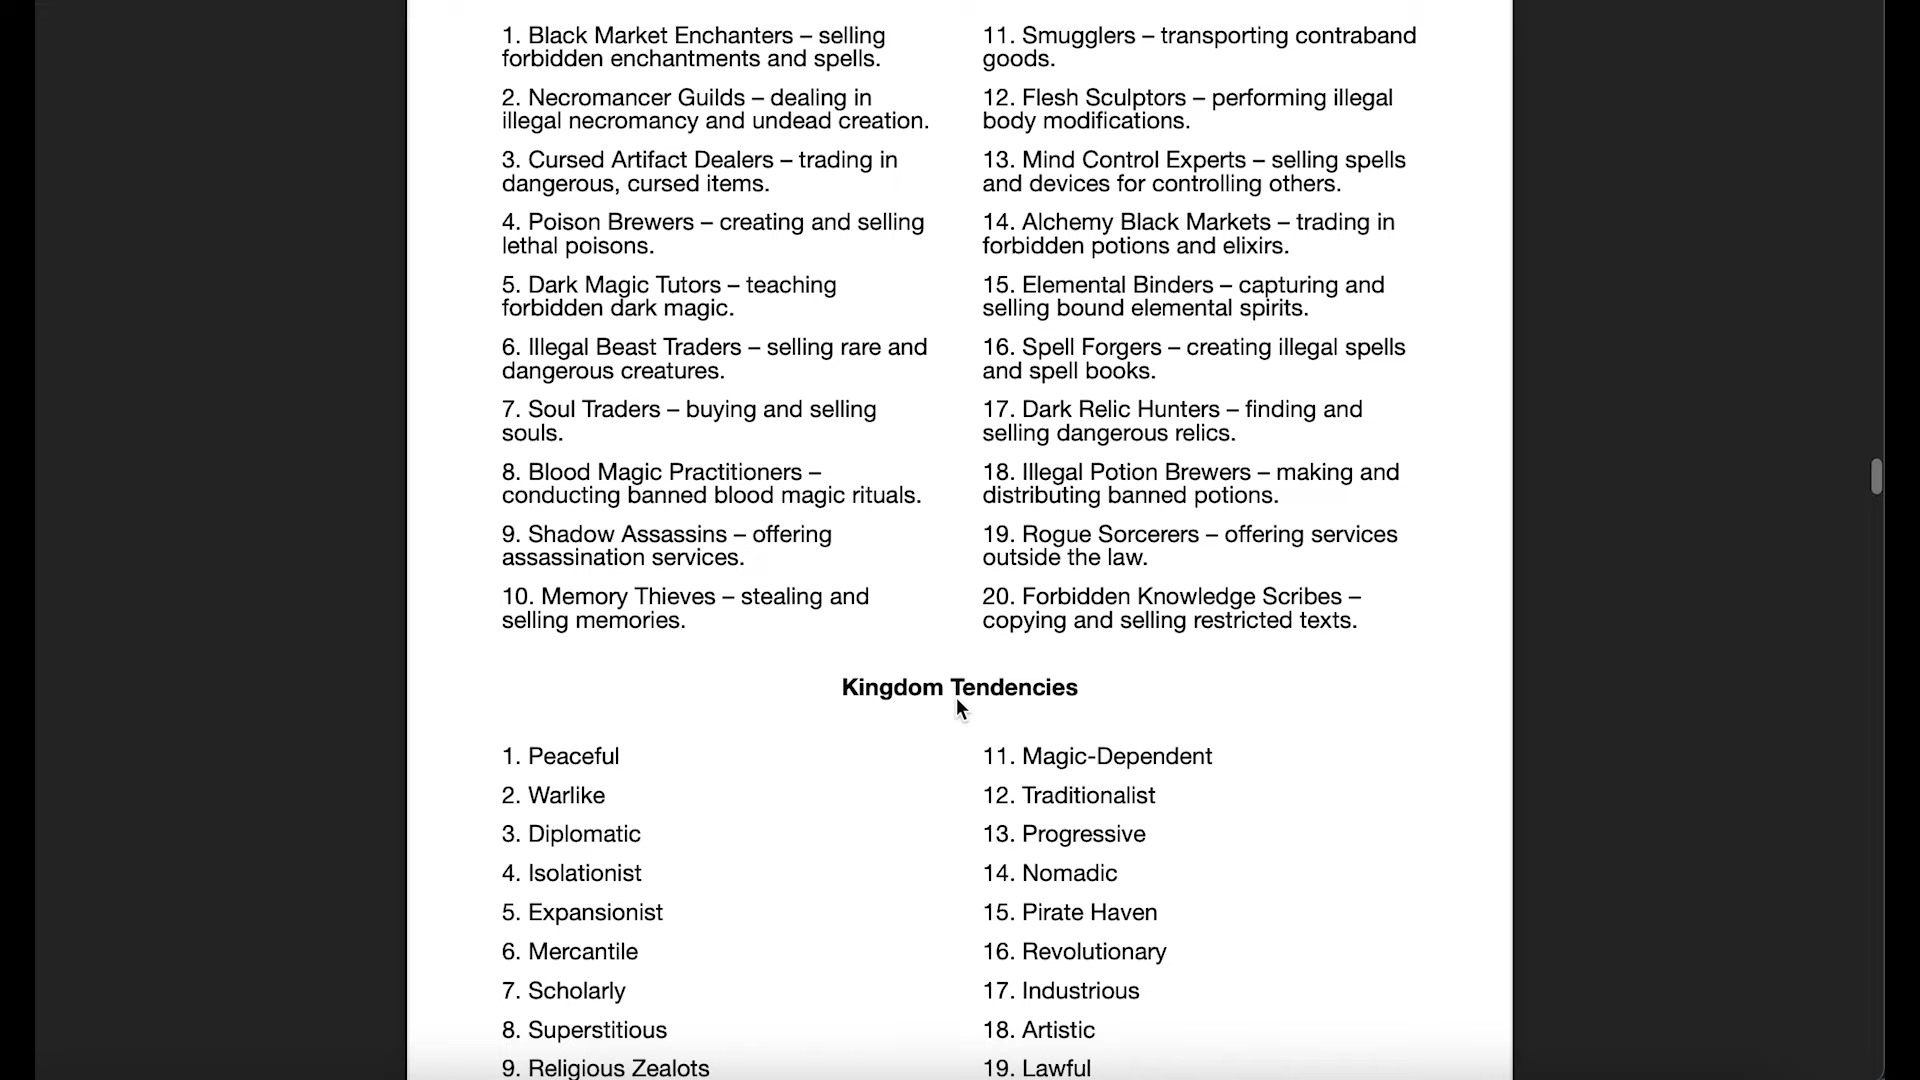 1. Black Market Enchanters – selling
forbidden enchantments and spells.
2. Necromancer Guilds – dealing in
illegal necromancy and undead creation.
3. Cursed Artifact Dealers – trading in
dangerous, cursed items.
4. Poison Brewers – creating and selling
lethal poisons.
5. Dark Magic Tutors – teaching
forbidden dark magic.
6. Illegal Beast Traders – selling rare and
dangerous creatures.
7. Soul Traders – buying and selling
souls.
8. Blood Magic Practitioners –
conducting banned blood magic rituals.
9. Shadow Assassins – offering
assassination services.
10. Memory Thieves – stealing and
selling memories.
11. Smugglers – transporting contraband
goods.
12. Flesh Sculptors – performing illegal
body modifications.
13. Mind Control Experts – selling spells
and devices for controlling others.
14. Alchemy Black Markets – trading in
forbidden potions and elixirs.
15. Elemental Binders – capturing and
selling bound elemental spirits.
16. Spell Forgers – creating illegal spells
and spell books.
17. Dark Relic Hunters – finding and
selling dangerous relics.
18. Illegal Potion Brewers – making and
distributing banned potions.
19. Rogue Sorcerers – offering services
outside the law.
20. Forbidden Knowledge Scribes –
copying and selling restricted texts.
Kingdom Tendencies
1. Peaceful
2. Warlike
3. Diplomatic
4. Isolationist
5. Expansionist
6. Mercantile
7. Scholarly
8. Superstitious
9. Religious Zealots
11. Magic-Dependent
12. Traditionalist
13. Progressive
14. Nomadic
15. Pirate Haven
16. Revolutionary
17. Industrious
18. Artistic
19. Lawful